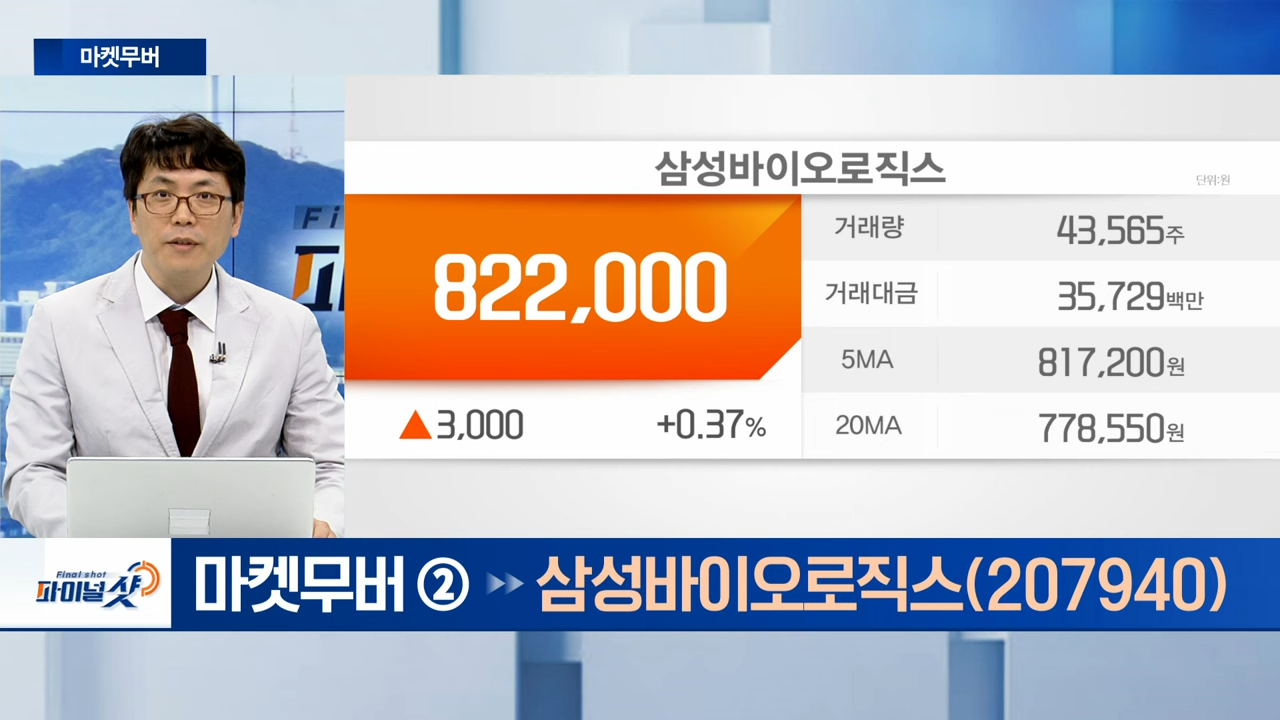 마켓무버
삼성바이오로직스
단위:원
822,000
▲3,000 +0.37%
거래량 43,565주
거래대금 35,729백만
5MA 817,200원
20MA 778,550원
Fi
파
Final shot
파이널샷
마켓무버 ② 삼성바이오로직스(207940)